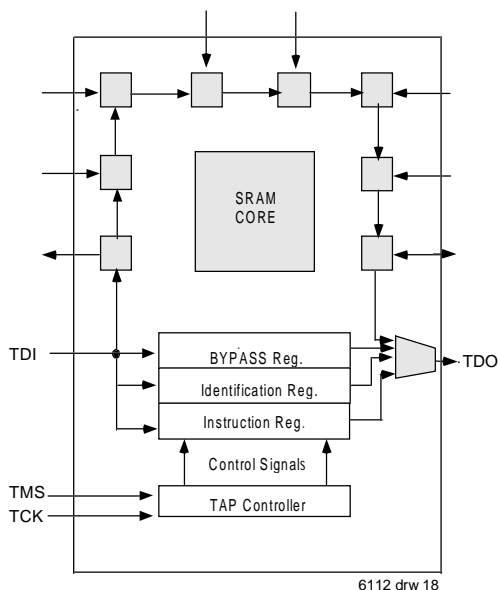 SRAM
CORE
TDI
BYPASS Reg.
TDO
Identification Reg.
Instruction Reg.
Control Signals
TMS
TAP Controller
TCK
6112 drw 18